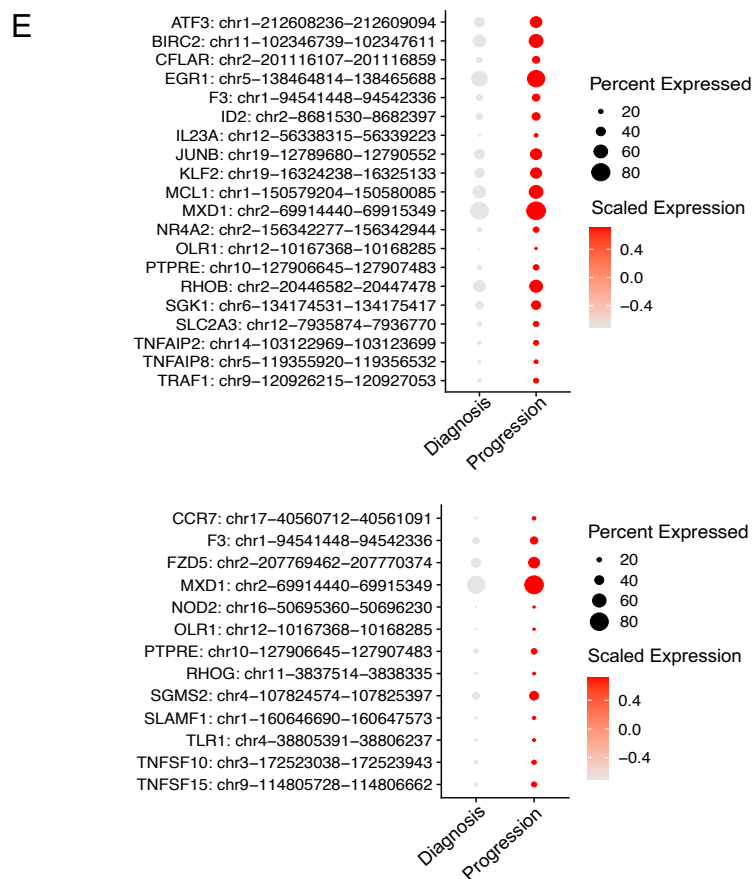 E
ATF3: chr1−212608236−212609094
BIRC2: chr11−102346739−102347611
CFLAR: chr2−201116107−201116859
EGR1: chr5−138464814−138465688
F3: chr1−94541448−94542336
ID2: chr2−8681530−8682397
IL23A: chr12−56338315−56339223
JUNB: chr19−12789680−12790552
KLF2: chr19−16324238−16325133
MCL1: chr1−150579204−150580085
MXD1: chr2−69914440−69915349
NR4A2: chr2−156342277−156342944
OLR1: chr12−10167368−10168285
PTPRE: chr10−127906645−127907483
RHOB: chr2−20446582−20447478
SGK1: chr6−134174531−134175417
SLC2A3: chr12−7935874−7936770
TNFAIP2: chr14−103122969−103123699
TNFAIP8: chr5−119355920−119356532
TRAF1: chr9−120926215−120927053
Diagnosis
Progression
Percent Expressed
20
40
60
80
Scaled Expression
0.4
0.0
−0.4
CCR7: chr17−40560712−40561091
F3: chr1−94541448−94542336
FZD5: chr2−207769462−207770374
MXD1: chr2−69914440−69915349
NOD2: chr16−50695360−50696230
OLR1: chr12−10167368−10168285
PTPRE: chr10−127906645−127907483
RHOG: chr11−3837514−3838335
SGMS2: chr4−107824574−107825397
SLAMF1: chr1−160646690−160647573
TLR1: chr4−38805391−38806237
TNFSF10: chr3−172523038−172523943
TNFSF15: chr9−114805728−114806662
Diagnosis
Progression
Percent Expressed
20
40
60
80
Scaled Expression
0.4
0.0
−0.4